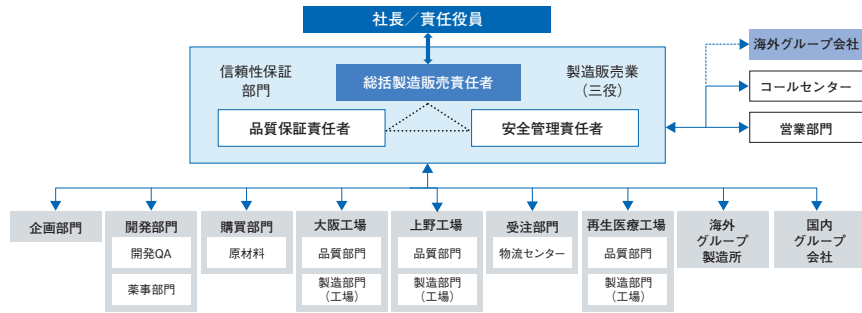 社長／責任役員
信頼性保証
部門
総括製造販売責任者
製造販売業
（三役）
品質保証責任者
安全管理責任者
海外グループ会社
コールセンター
営業部門
企画部門
開発部門
開発QA
薬事部門
購買部門
原材料
大阪工場
品質部門
製造部門
（工場）
上野工場
品質部門
製造部門
（工場）
受注部門
物流センター
再生医療工場
品質部門
製造部門
（工場）
海外
グループ
製造所
国内
グループ
会社